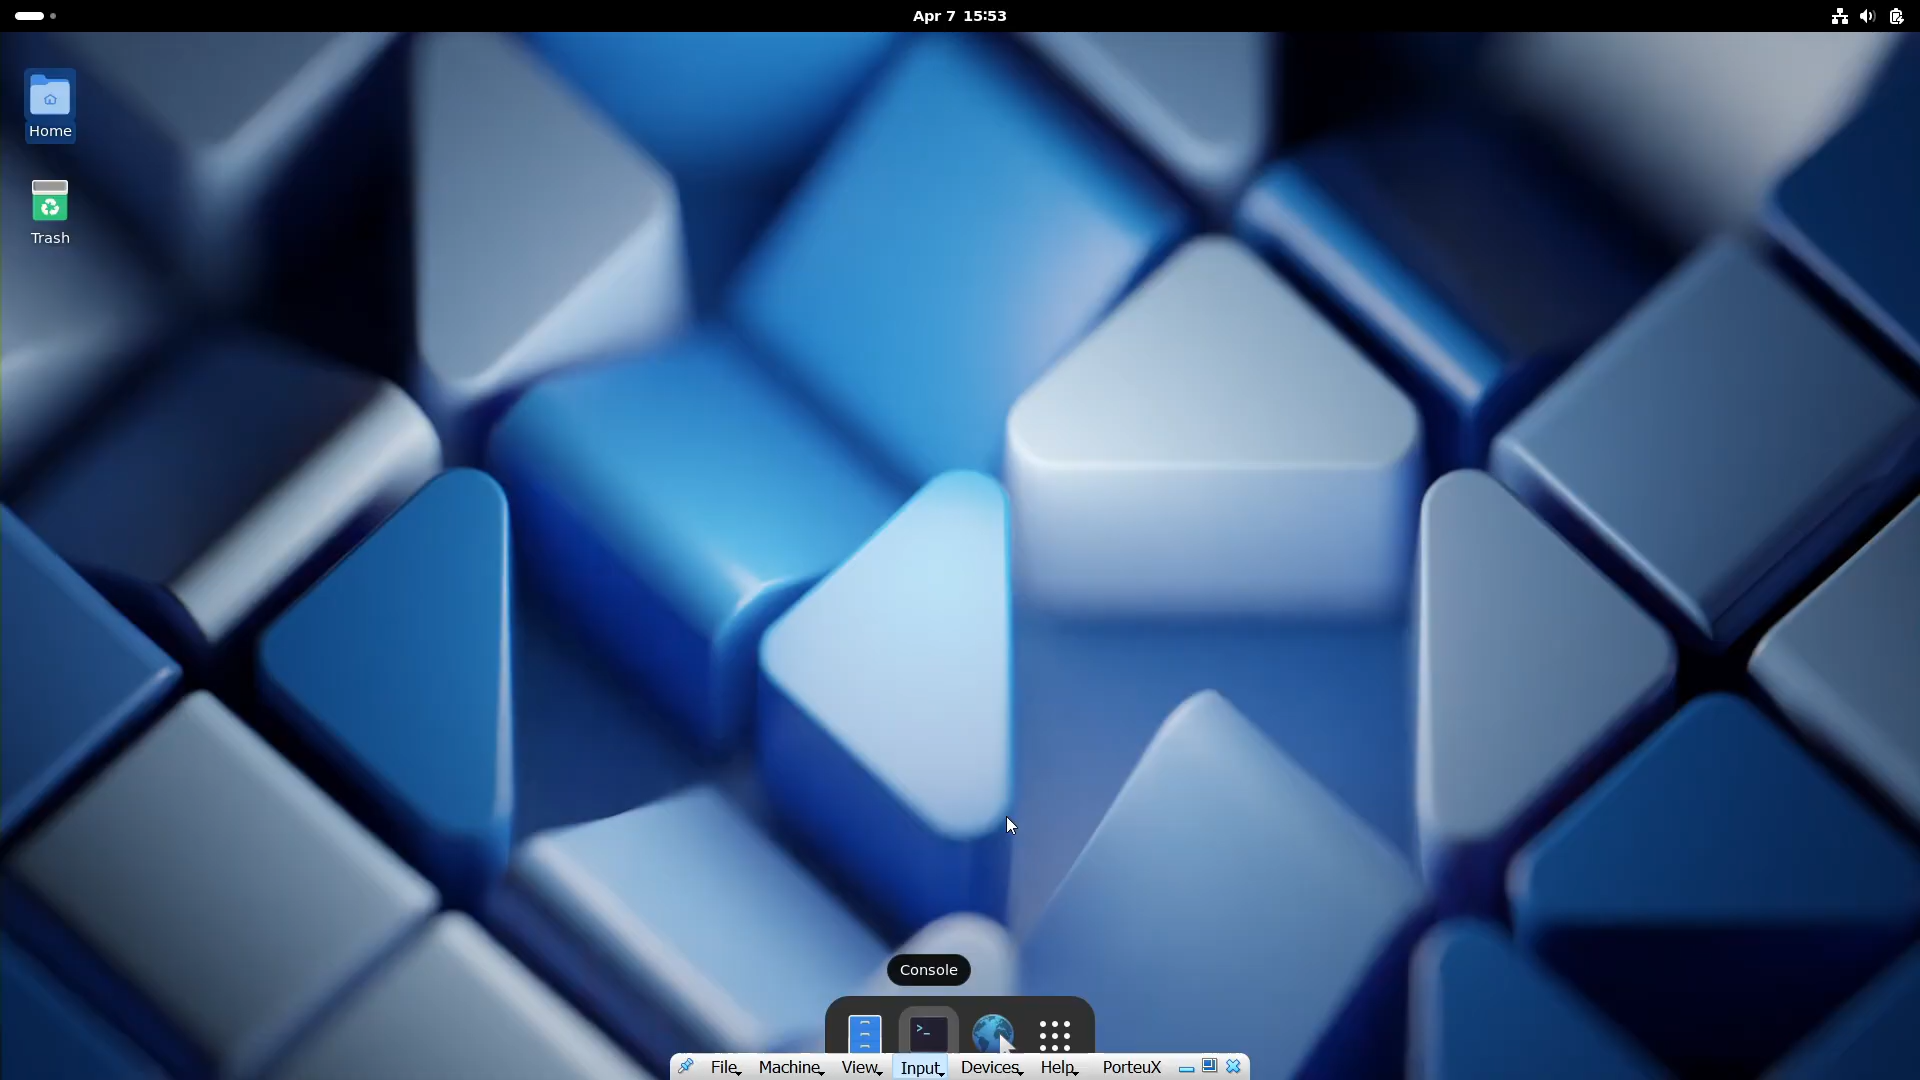 Apr 7 15:53
Home
Trash
Console
>_
File Machine View Input Devices Help PorteuX